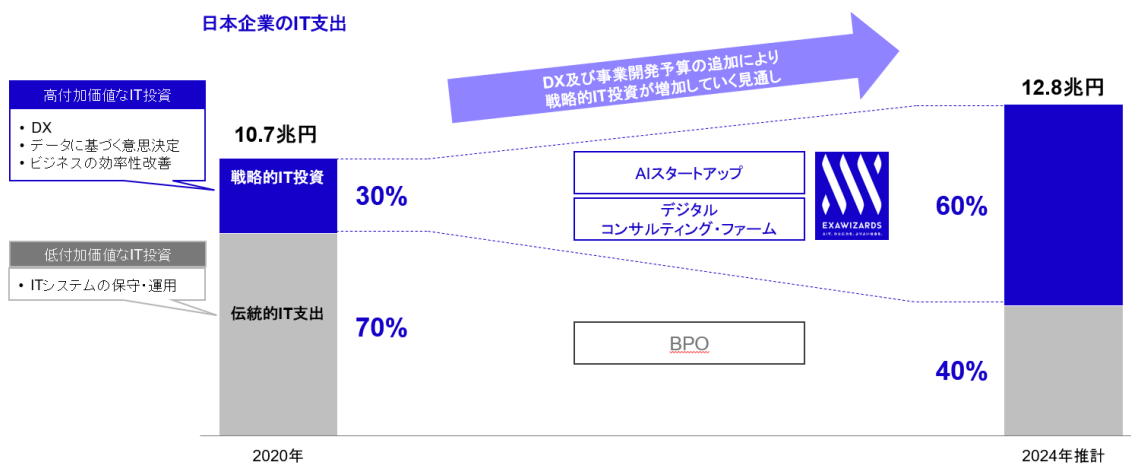 日本企業のIT支出
DX及び事業開発予算の追加により
戦略的IT投資が増加していく見通し
高付加価値なIT投資
• DX
• データに基づく意思決定
• ビジネスの効率性改善
10.7兆円
12.8兆円
戦略的IT投資
30%
AIスタートアップ
デジタル
コンサルティング・ファーム
EXAWIZARDS
60%
低付加価値なIT投資
• ITシステムの保守・運用
伝統的IT支出
70%
BPO
40%
2020年
2024年推計